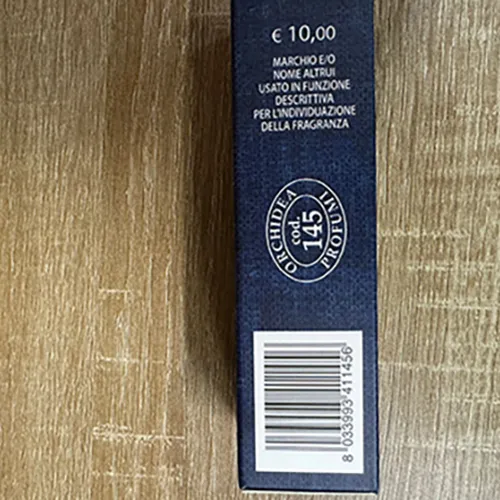 € 10,00
MARCHIO E/O
NOME ALTRUI
USATO IN FUNZIONE
DESCRITTIVA
PER L'INDIVIDUAZIONE
DELLA FRAGRANZA
ORCHIDEA
cod.
145
PROFUMI
8 033993 411456